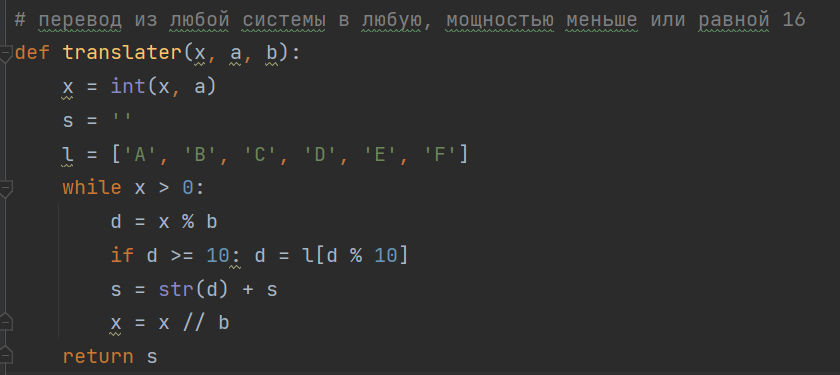 # перевод из любой системы в любую, мощностью меньше или равной 16
def translater(x, a, b):
    x = int(x, a)
    s = ''
    l = ['A', 'B', 'C', 'D', 'E', 'F']
    while x > 0:
        d = x % b
        if d >= 10: d = l[d % 10]
        s = str(d) + s
        x = x // b
    return s